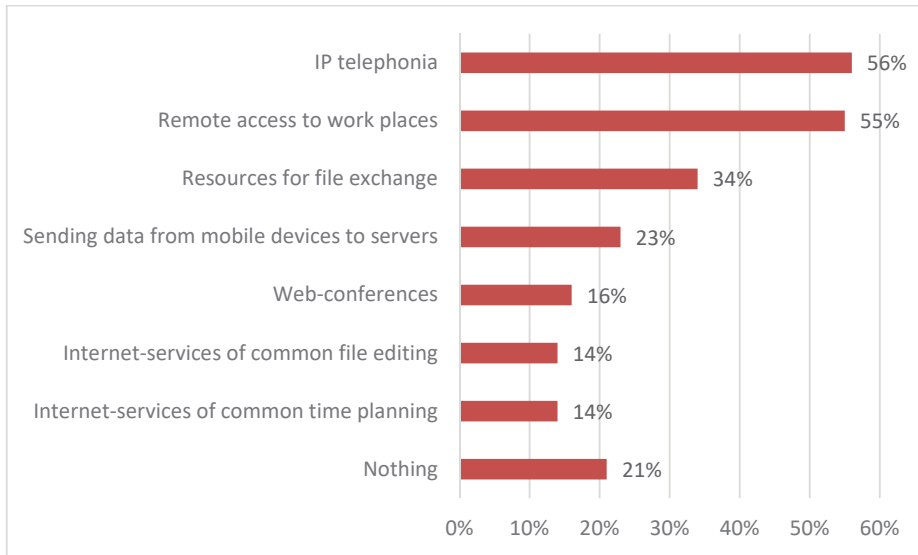 IP telephonia 56%
Remote access to work places 55%
Resources for file exchange 34%
Sending data from mobile devices to servers 23%
Web-conferences 16%
Internet-services of common file editing 14%
Internet-services of common time planning 14%
Nothing 21%
0% 10% 20% 30% 40% 50% 60%